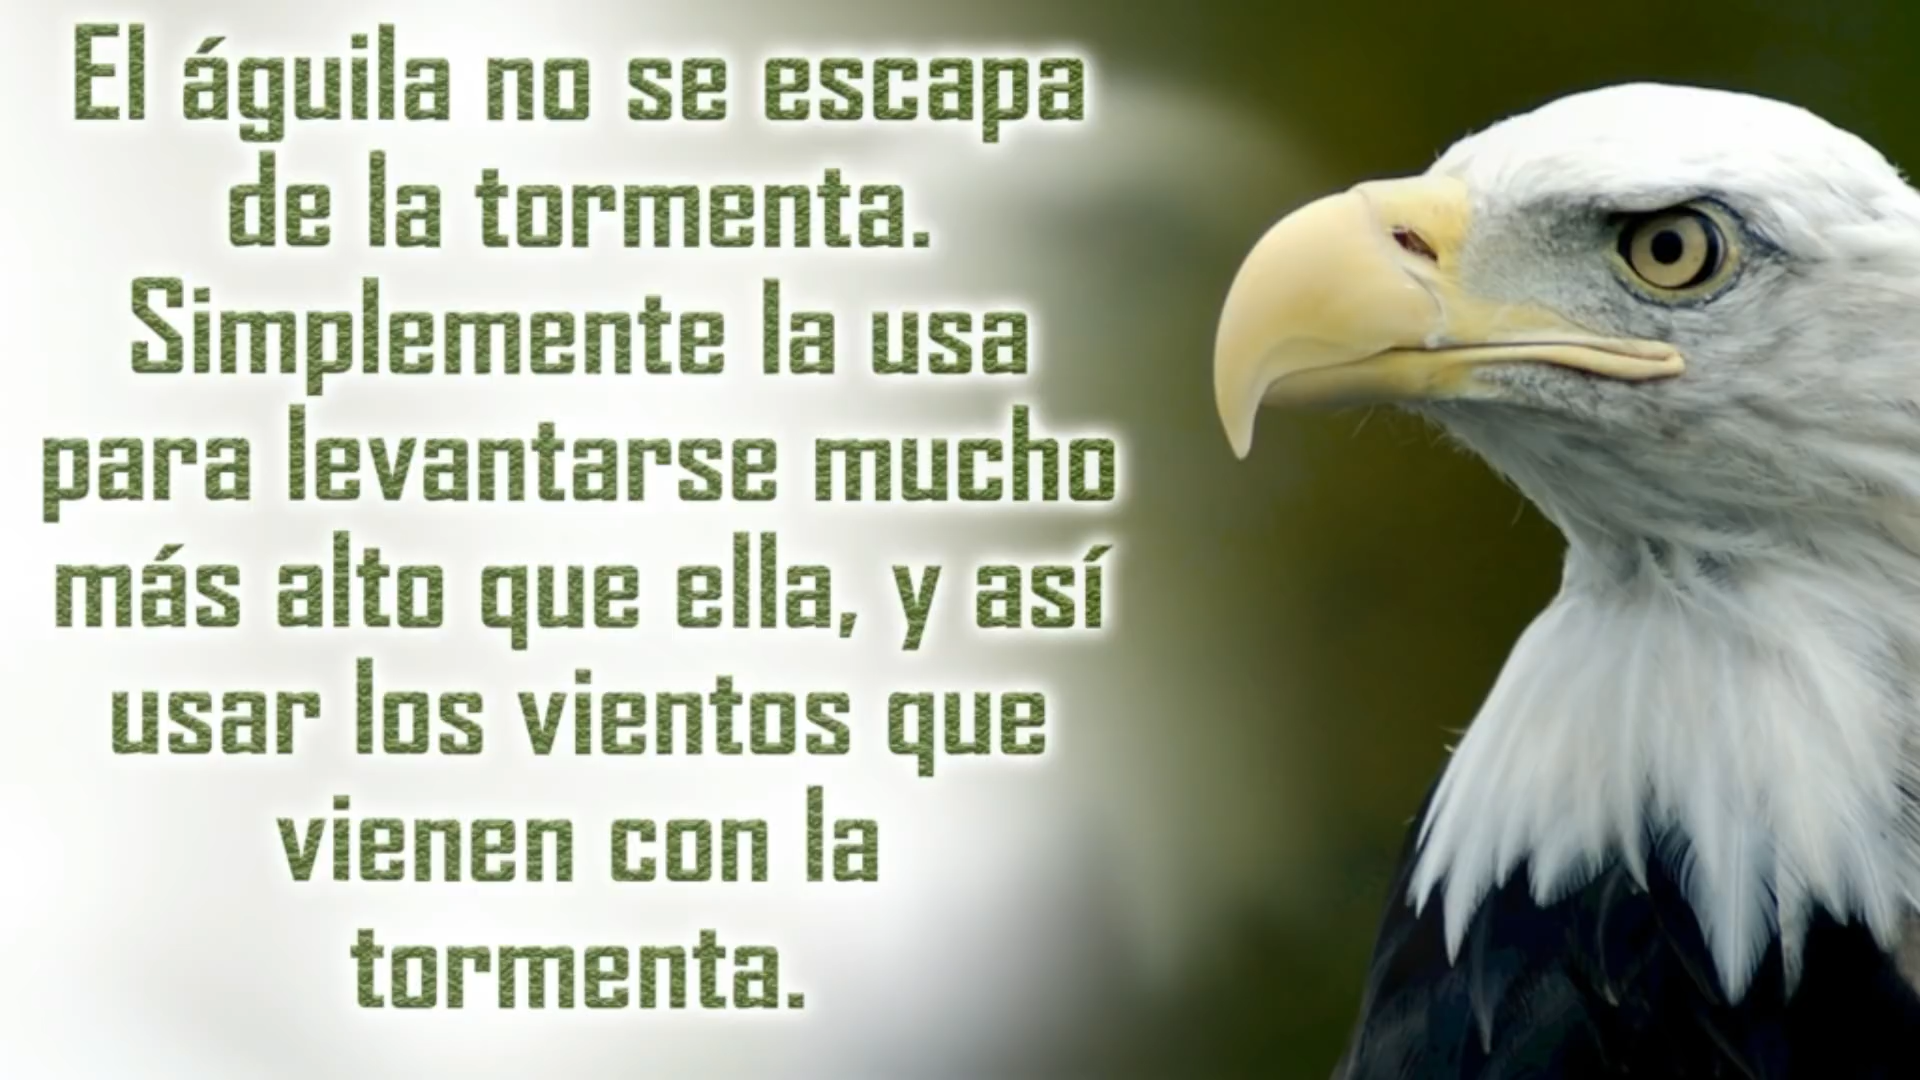 El águila no se escapa
de la tormenta.
Simplemente la usa
para levantarse mucho
más alto que ella, y así
usar los vientos que
vienen con la
tormenta.